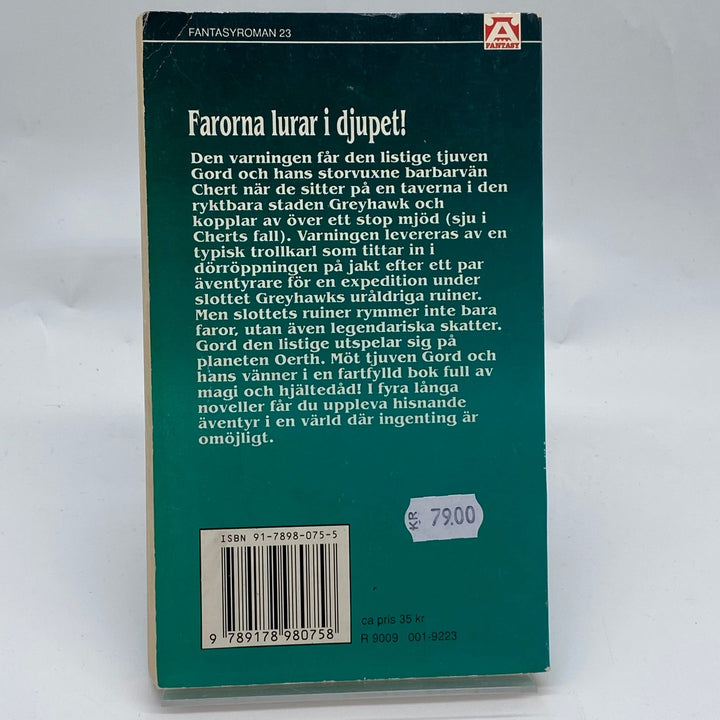 FANTASYROMAN 23
A
FANTASY
Farorna lurar i djupet!
Den varningen får den listige tjuven
Gord och hans storvuxne barbarvän
Chert när de sitter på en taverna i den
ryktbara staden Greyhawk och
kopplar av över ett stop mjöd (sju i
Cherts fall). Varningen levereras av en
typisk trollkarl som tittar in i
dörröppningen på jakt efter ett par
äventyrare för en expedition under
slottet Greyhawks uråldriga ruiner.
Men slottets ruiner rymmer inte bara
faror, utan även legendariska skatter.
Gord den listige utspelar sig på
planeten Oerth. Möt tjuven Gord och
hans vänner i en fartfylld bok full av
magi och hjältedåd! I fyra långa
noveller får du uppleva hisnande
äventyr i en värld där ingenting är
omöjligt.
KR 79.00
ISBN 91-7898-075-5
9 789178 980758
ca pris 35 kr
R 9009 001-9223